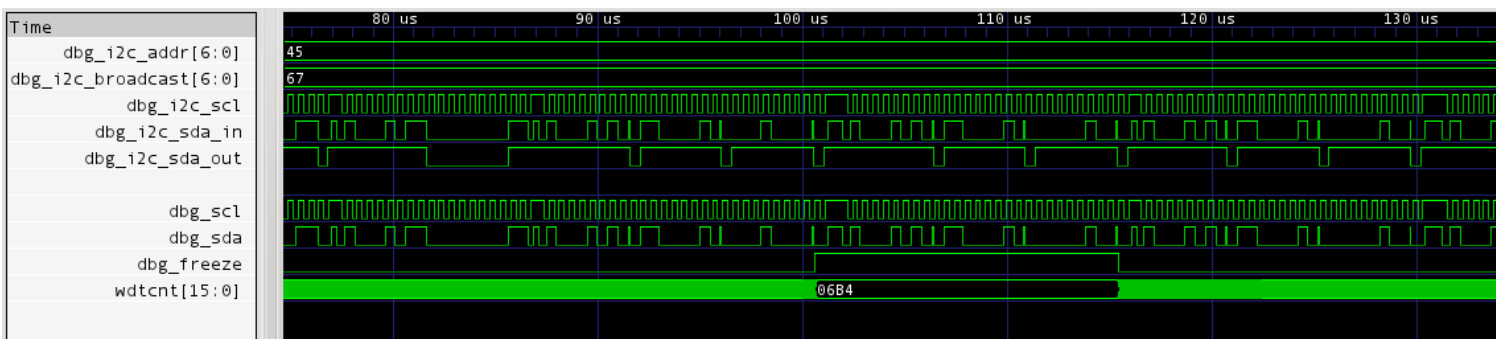 Time 80 us 90 us 100 us 110 us 120 us 130 us
dbg_i2c_addr[6:0] 45
dbg_i2c_broadcast[6:0] 67
dbg_i2c_scl
dbg_i2c_sda_in
dbg_i2c_sda_out
dbg_scl
dbg_sda
dbg_freeze
wdtcnt[15:0] 06B4